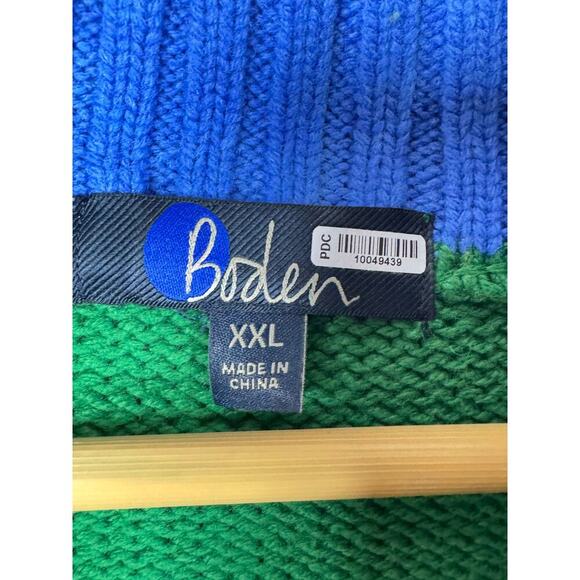 Boden
PDC
10049439
XXL
MADE IN
CHINA